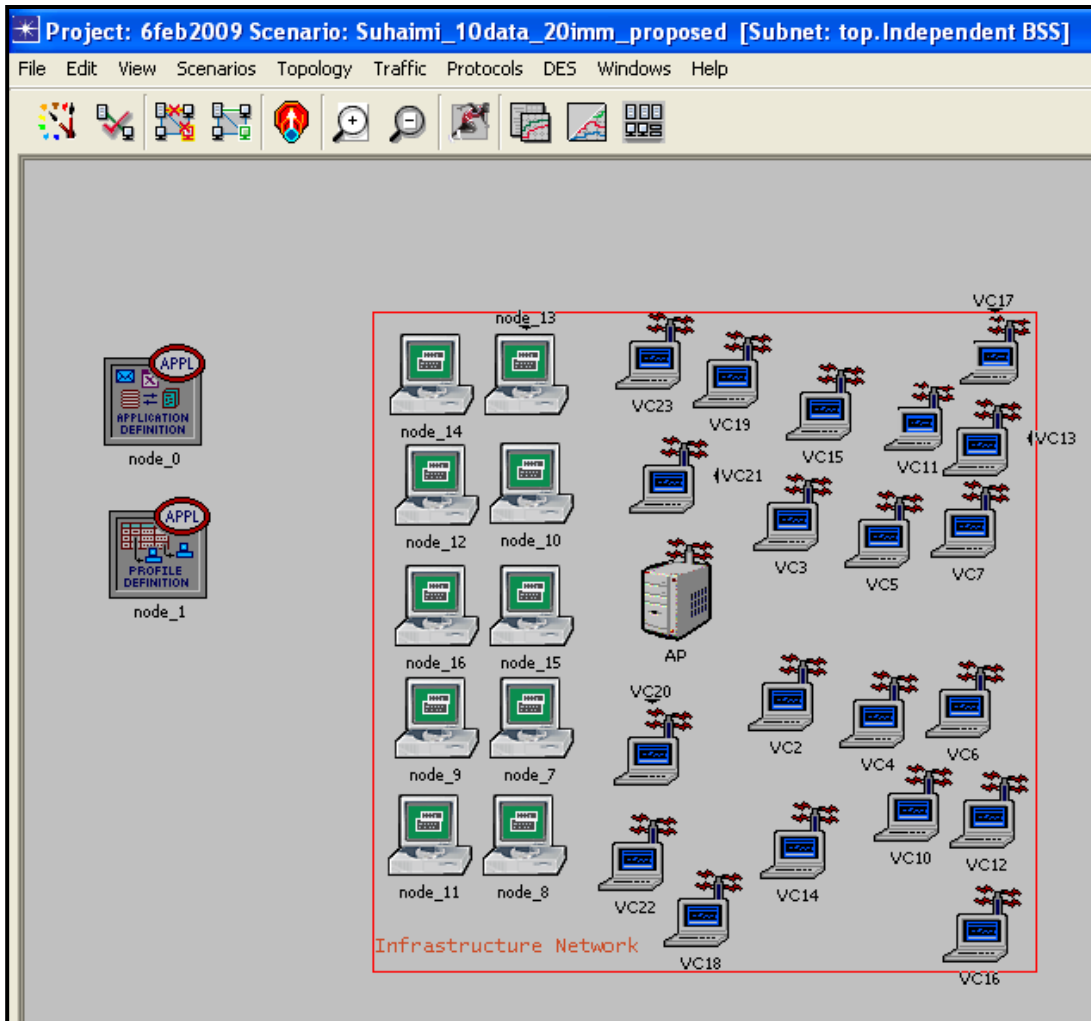 Project: 6feb2009 Scenario: Suhaimi_10data_20imm_proposed [Subnet: top.Independent BSS]
File Edit View Scenarios Topology Traffic Protocols DES Windows Help
APPL
APPLICATION
DEFINITION
node_0
APPL
PROFILE
DEFINITION
node_1
node_13
VC17
node_14
VC23
VC19
VC15
VC11
VC13
VC21
node_12
node_10
VC3
VC5
VC7
node_16
node_15
AP
VC20
VC2
VC4
VC6
node_9
node_7
VC10
VC12
node_11
node_8
VC22
VC14
Infrastructure Network
VC18
VC16